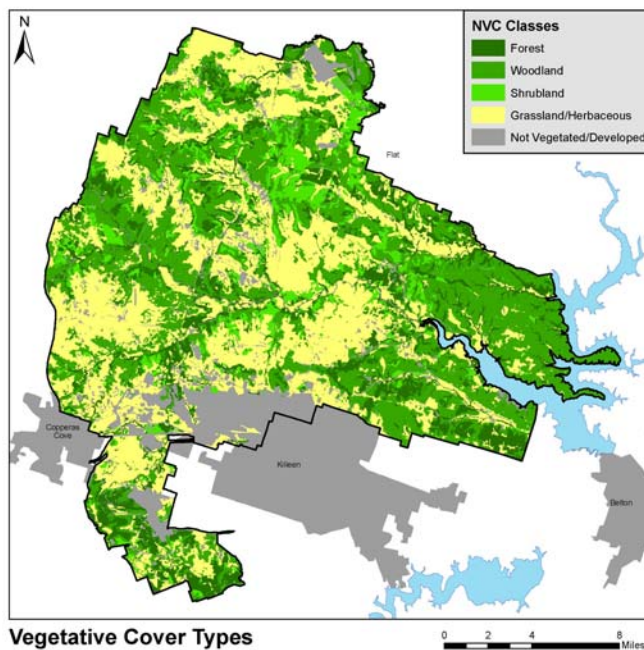 N
NVC Classes
Forest
Woodland
Shrubland
Grassland/Herbaceous
Not Vegetated/Developed
Flat
Copperas
Cove
Killeen
Belton
Vegetative Cover Types
0 2 4 8
Miles